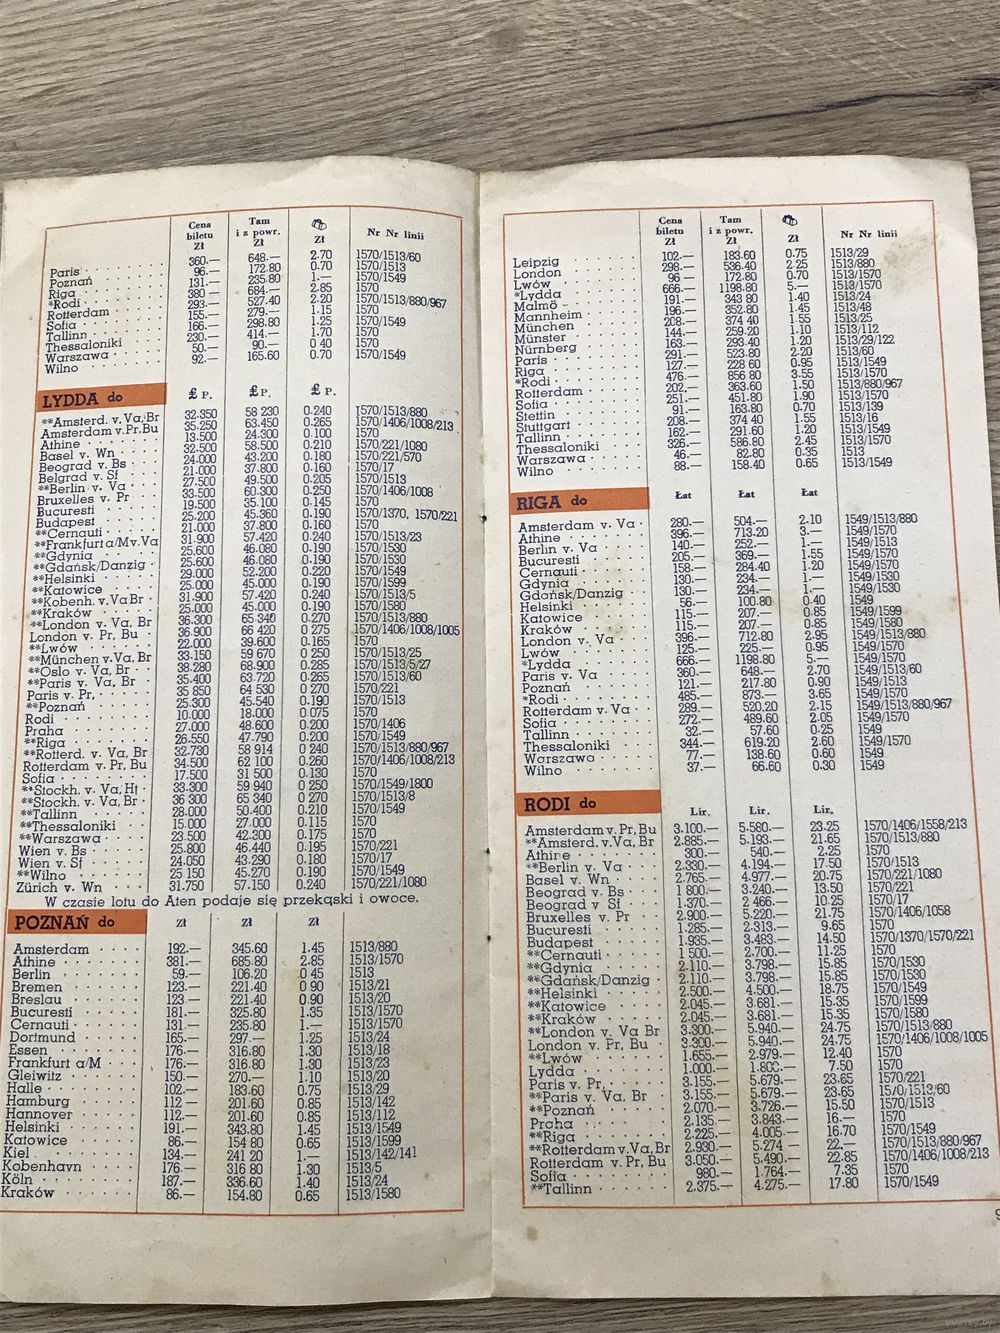 Cena biletu Zł Tam i z powr. Zł Zł Nr Nr linii
Paris 360.— 648.— 2.70 1570/1513/60
Poznań 96.— 172.80 0.70 1570/1513
Riga 131.— 235.80 1.— 1570/1549
*Rodi 380— 684.— 2.85 1570
Rotterdam 293.— 527.40 2.20 1570/1513/880/967
Sofia 155.— 279.— 1.15 1570
Tallinn 166.— 298.80 1.25 1570/1549
Thessaloniki 230.— 414.— 1.70 1570
Warszawa 50.— 90.— 0 40 1570
Wilno 92.— 165.60 0.70 1570/1549
LYDDA do £ P. £ P. £ P.
**Amsterd. v. Va, Br 32.350 58 230 0.240 1570/1513/880
Amsterdam v. Pr. Bu 35.250 63.450 0.265 1570/1406/1008/213
Athine 13.500 24.300 0.100 1570
Basel v. Wn 32.500 58.500 0.210 1570/221/1080
Beograd v. Bs 24.000 43.200 0.180 1570/221/570
Belgrad v. Sf 21.000 37.800 0.160 1570/17
**Berlin v. Va 27.500 49.500 0.205 1570/1513
Bruxelles v. Pr 33.500 60.300 0.250 1570/1406/1008
Bucuresti 19.500 35.100 0.145 1570
Budapest 25.200 45.360 0.190 1570/1370, 1570/221
**Cernauti 21.000 37.800 0.160 1570
**Frankfurt a/M v. Va 31.900 57.420 0.240 1570/1513/23
**Gdynia 25.600 46.080 0.190 1570/1530
**Gdańsk/Danzig 25.600 46.080 0.190 1570/1530
**Helsinki 29.000 52.200 0.220 1570/1549
**Katowice 25.000 45.000 0.190 1570/1599
**Kobenh. v. Va Br 31.900 57.420 0.240 1570/1513/5
**Kraków 25.000 45.000 0.190 1570/1580
**London v. Va, Br 36.300 65 340 0.270 1570/1513/880
London v. Pr, Bu 36.900 66 420 0.275 1570/1406/1008/1005
**Lwów 22.000 39.600 0.165 1570
**München v. Va, Br 33.150 59 670 0.250 1570/1513/25
**Oslo v. Va, Br 38.280 68.900 0.285 1570/1513/5/27
**Paris v. Va, Br 35.400 63.720 0.265 1570/1513/60
Paris v. Pr. 35 850 64 530 0 270 1570/221
**Poznań 25.300 45.540 0.190 1570/1513
Rodi 10.000 18.000 0.075 1570
Praha 27.000 48.600 0.200 1570/1406
**Riga 26.550 47.790 0.200 1570/1549
**Rotterd. v. Va, Br 32.730 58 914 0 240 1570/1513/880/967
Rotterdam v. Pr, Bu 34.500 62 100 0.260 1570/1406/1008/213
Sofia 17.500 31 500 0.130 1570
**Stockh. v. Va, Ht 33.300 59 940 0 250 1570/1549/1800
**Stockh. v. Va, Br 36 300 65 340 0 270 1570/1513/8
**Tallinn 28.000 50.400 0.210 1570/1549
**Thessaloniki 15.000 27.000 0.115 1570
**Warszawa 23.500 42.300 0.175 1570
Wien v. Bs 25.800 46.440 0.195 1570/221
Wien v. Sf 24.050 43.290 0.180 1570/17
**Wilno 25 150 45.270 0.190 1570/1549
Zürich v. Wn 31.750 57.150 0.240 1570/221/1080
W czasie lotu do Aten podaje się przekąski i owoce.
POZNAŃ do Zł Zł Zł
Amsterdam 192.— 345.60 1.45 1513/880
Athine 381.— 685.80 2.85 1513/1570
Berlin 59.— 106.20 0 45 1513
Bremen 123.— 221.40 0 90 1513/21
Breslau 123.— 221.40 0.90 1513/20
Bucuresti 181.— 325.80 1.35 1513/1570
Cernauti 131.— 235.80 1.— 1513/1570
Dortmund 165.— 297.— 1.25 1513/24
Essen 176.— 316.80 1.30 1513/18
Frankfurt a/M 176.— 316.80 1.30 1513/23
Gleiwitz 150.— 270.— 1.10 1513/20
Halle 102.— 183.60 0.75 1513/29
Hamburg 112.— 201.60 0.85 1513/142
Hannover 112.— 201.60 0.85 1513/112
Helsinki 191.— 343.80 1.45 1513/1549
Katowice 86.— 154 80 0.65 1513/1599
Kiel 134.— 241 20 1.— 1513/142/141
Kobenhavn 176.— 316 80 1.30 1513/5
Köln 187.— 336.60 1.40 1513/24
Kraków 86.— 154.80 0.65 1513/1580
Cena biletu Zł Tam i z powr. Zł Zł Nr Nr linii
Leipzig 102.— 183.60 0.75 1513/29
London 298.— 536.40 2.25 1513/880
Lwów 96.— 172.80 0.70 1513/1570
*Lydda 666.— 1198.80 5.— 1513/1570
Malmö 191.— 343 80 1.40 1513/24
Mannheim 196.— 352.80 1.45 1513/48
München 208.— 374 40 1.55 1513/25
Münster 144.— 259.20 1.10 1513/112
Nürnberg 163.— 293.40 1.20 1513/29/122
Paris 291.— 523.80 2.20 1513/60
Riga 127.— 228 60 0.95 1513/1549
*Rodi 476.— 856 80 3.55 1513/1570
Rotterdam 202.— 363.60 1.50 1513/880/967
Sofia 251.— 451.80 1.90 1513/1570
Stettin 91.— 163.80 0.70 1513/139
Stuttgart 208.— 374 40 1.55 1513/16
Tallinn 162.— 291.60 1.20 1513/1549
Thessaloniki 326.— 586.80 2.45 1513/1570
Warszawa 46.— 82.80 0.35 1513
Wilno 88.— 158.40 0.65 1513/1549
RIGA do Łat Łat Łat
Amsterdam v. Va 280.— 504.— 2.10 1549/1513/880
Athine 396.— 713.20 3.— 1549/1570
Berlin v. Va 140.— 252.— 1.— 1549/1513
Bucuresti 205.— 369.— 1.55 1549/1570
Cernauti 158.— 284.40 1.20 1549/1570
Gdynia 130.— 234.— 1.— 1549/1530
Gdańsk/Danzig 130.— 234.— 1.— 1549/1530
Helsinki 56.— 100.80 0.40 1549
Katowice 115.— 207.— 0.85 1549/1599
Kraków 115.— 207.— 0.85 1549/1580
London v. Va 396.— 712.80 2.95 1549/1513/880
Lwów 125.— 225.— 0.95 1549/1570
*Lydda 666.— 1198.80 5.— 1549/1570
Paris v. Va 360.— 648.— 2.70 1549/1513/60
Poznań 121.— 217.80 0.90 1549/1513
*Rodi 485.— 873.— 3.65 1549/1570
Rotterdam v. Va 289.— 520.20 2.15 1549/1513/880/967
Sofia 272.— 489.60 2.05 1549/1570
Tallinn 32.— 57.60 0.25 1549
Thessaloniki 344.— 619.20 2.60 1549/1570
Warszawa 77.— 138.60 0.60 1549
Wilno 37.— 66.60 0.30 1549
RODI do Lir. Lir. Lir.
Amsterdam v. Pr, Bu 3.100.— 5.580.— 23.25 1570/1406/1558/213
**Amsterd. v. Va, Br 2.885.— 5.193.— 21.65 1570/1513/880
Athire 300.— 540.— 2.25 1570
**Berlin v. Va 2.330.— 4.194.— 17.50 1570/1513
Basel v. Wn 2.765.— 4.977.— 20.75 1570/221/1080
Beograd v. Bs 1 800.— 3.240.— 13.50 1570/221
Beograd v Sf 1.370.— 2 466.— 10.25 1570/17
Bruxelles v. Pr 2.900.— 5.220.— 21.75 1570/1406/1058
Bucuresti 1.285.— 2.313.— 9.65 1570
Budapest 1.935.— 3.483.— 14.50 1570/1370/1570/221
**Cernauti 1 500.— 2.700.— 11.25 1570
**Gdynia 2.110.— 3.798.— 15.85 1570/1530
**Gdańsk/Danzig 2.110.— 3.798.— 15.85 1570/1530
**Helsinki 2.500.— 4.500.— 18.75 1570/1549
**Katowice 2.045.— 3.681.— 15.35 1570/1599
**Kraków 2.045.— 3.681.— 15.35 1570/1580
**London v. Va Br 3.300.— 5.940.— 24.75 1570/1513/880
London v. Pr, Bu 3.300.— 5.940.— 24.75 1570/1406/1008/1005
**Lwów 1.655.— 2.979.— 12.40 1570
Lydda 1.000.— 1.800.— 7.50 1570
Paris v. Pr. 3.155.— 5.679.— 23.65 1570/221
**Paris v. Va, Br 3.155.— 5.679.— 23.65 1570/1513/60
**Poznań 2.070.— 3.726.— 15.50 1570/1513
Praha 2.135.— 3.843.— 16.— 1570
**Riga 2.225.— 4.005.— 16.70 1570/1549
**Rotterdam v. Va, Br 2.930.— 5.274.— 22.— 1570/1513/880/967
Rotterdam v. Pr, Bu 3.050.— 5.490.— 22.85 1570/1406/1008/213
Sofia 980.— 1.764.— 7.35 1570
**Tallinn 2.375.— 4.275.— 17.80 1570/1549
9